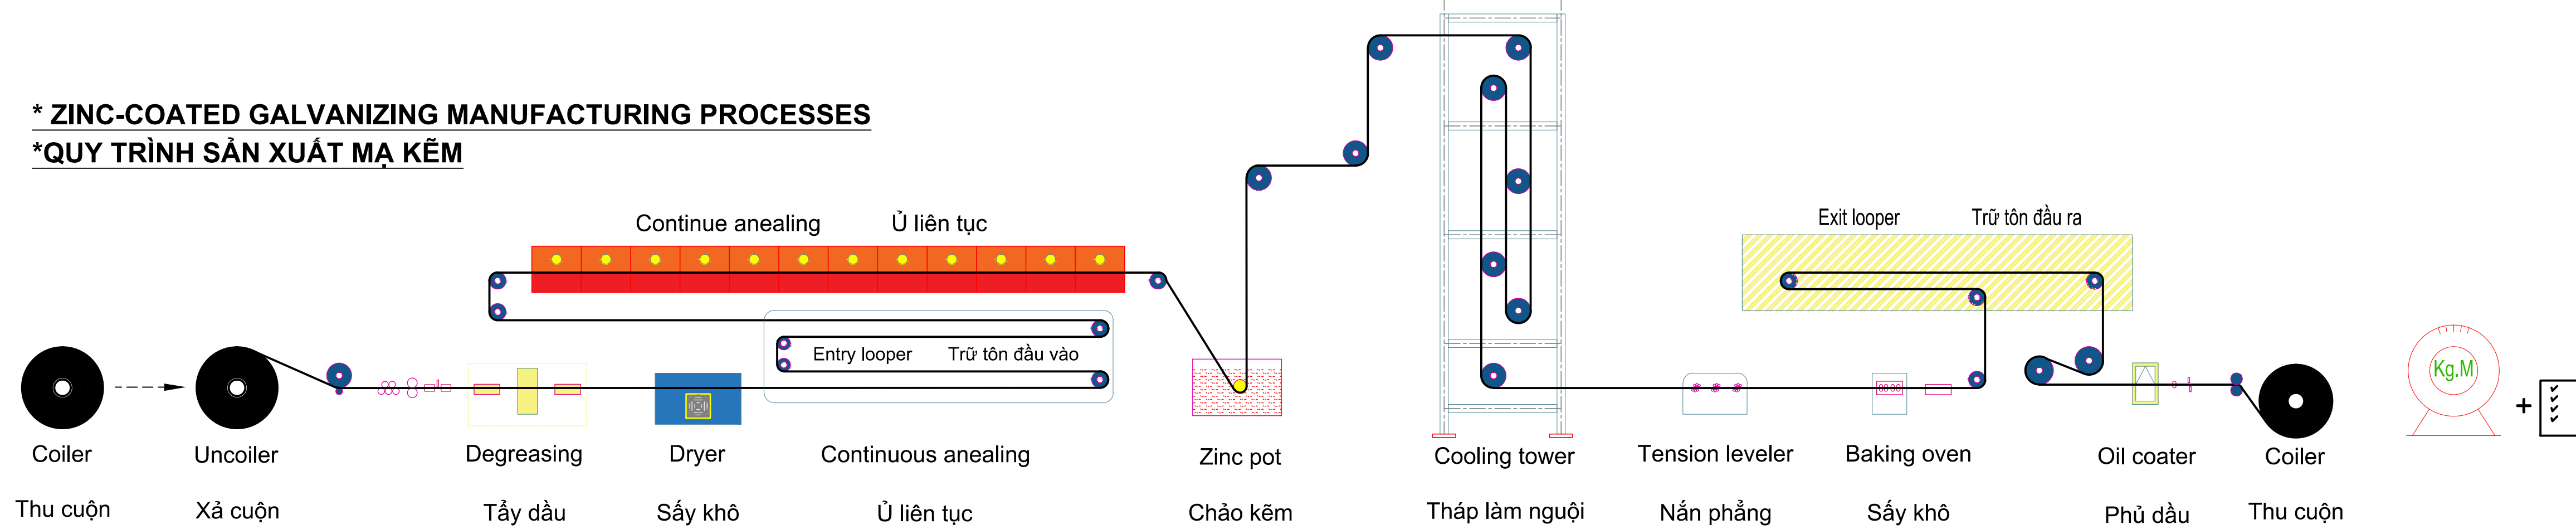 * ZINC-COATED GALVANIZING MANUFACTURING PROCESSES
*QUY TRÌNH SẢN XUẤT MẠ KẼM
Continue anealing Ủ liên tục
Exit looper Trữ tôn đầu ra
Entry looper Trữ tôn đầu vào
Kg.M
+
Coiler Uncoiler Degreasing Dryer Continuous anealing Zinc pot Cooling tower Tension leveler Baking oven Oil coater Coiler
Thu cuộn Xả cuộn Tẩy dầu Sấy khô Ủ liên tục Chảo kẽm Tháp làm nguội Nắn phẳng Sấy khô Phủ dầu Thu cuộn